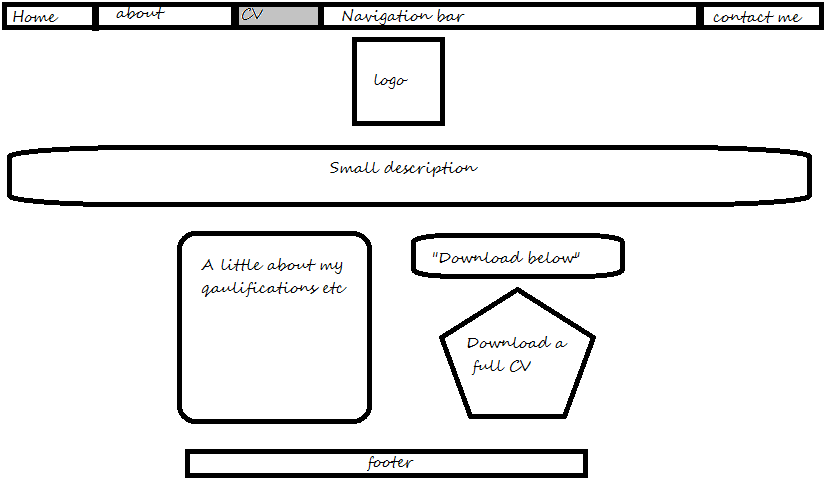 Home
about
CV
Navigation bar
contact me
logo
Small description
A little about my
qaulifications etc
"Download below"
Download a
full CV
footer